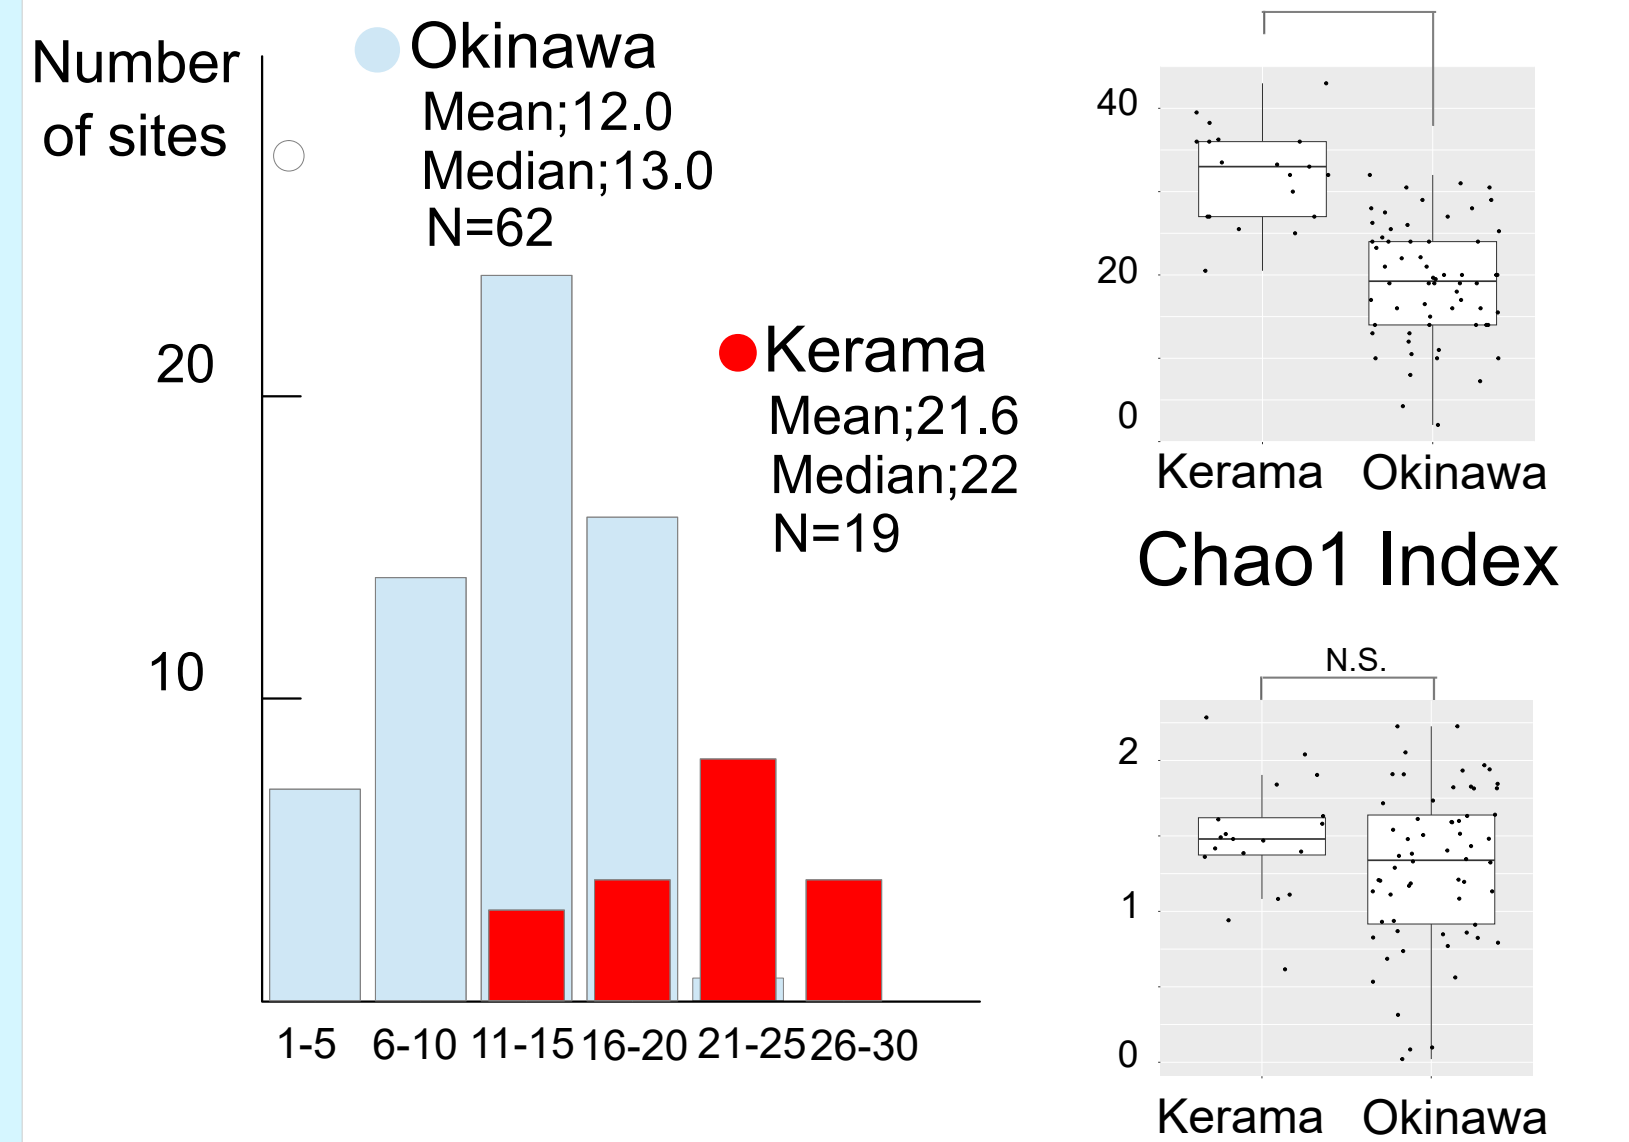 Number
of sites
Okinawa
Mean;12.0
Median;13.0
N=62
Kerama
Mean;21.6
Median;22
N=19
20
10
1-5 6-10 11-15 16-20 21-25 26-30
40
20
0
Kerama Okinawa
Chao1 Index
N.S.
2
1
0
Kerama Okinawa